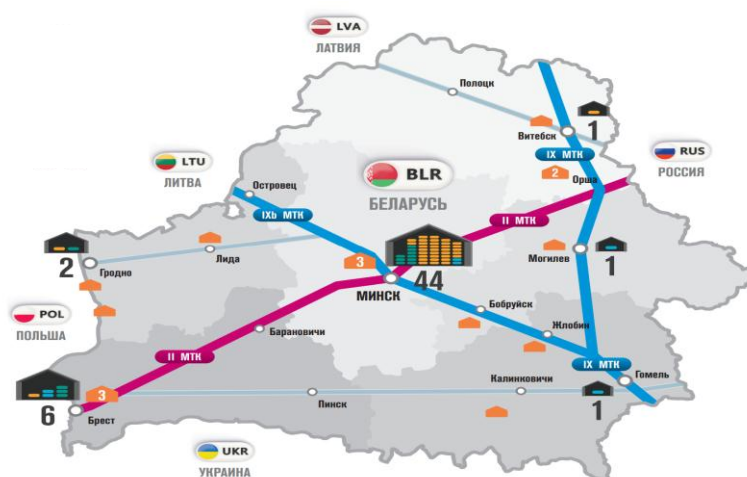 LVA
ЛАТВИЯ
Полоцк
Витебск
1
IX МТК
RUS
РОССИЯ
LTU
ЛИТВА
Островец
BLR
БЕЛАРУСЬ
2
Орша
IXb МТК
II МТК
2
Гродно
Лида
3
44
МИНСК
Могилев
1
POL
ПОЛЬША
Барановичи
Бобруйск
Жлобин
II МТК
IX МТК
6
3
Брест
Пинск
Калинковичи
1
Гомель
UKR
УКРАИНА